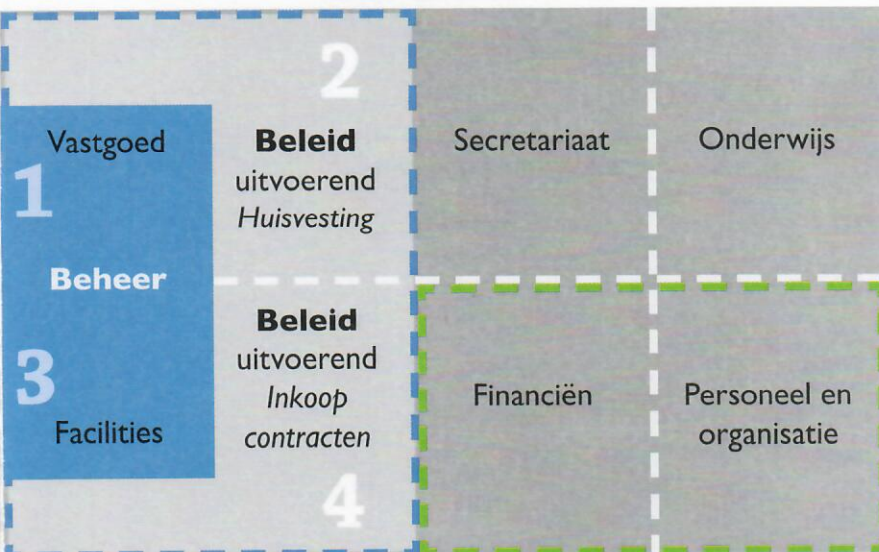 2
Vastgoed
1
Beheer
3
Facilities
Beleid
uitvoerend
Huisvesting
Beleid
uitvoerend
Inkoop
contracten
4
Secretariaat
Onderwijs
Financiën
Personeel en
organisatie